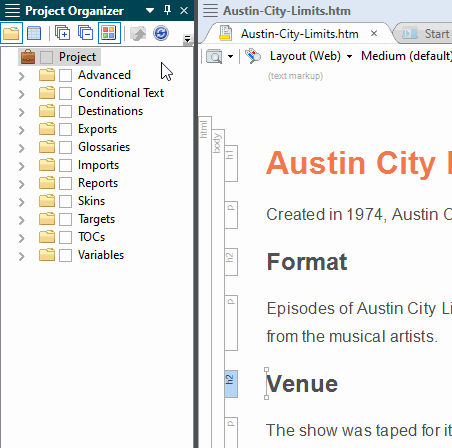 Project Organizer
Project
Advanced
Conditional Text
Destinations
Exports
Glossaries
Imports
Reports
Skins
Targets
TOCs
Variables
Austin-City-Limits.htm
Austin-City-Limits.htm
Start
Layout (Web) Medium (default)
(text markup)
html
body
h1
Austin City
p
Created in 1974, Austin C
h2
Format
p
Episodes of Austin City Li
from the musical artists.
h2
Venue
p
The show was taped for it